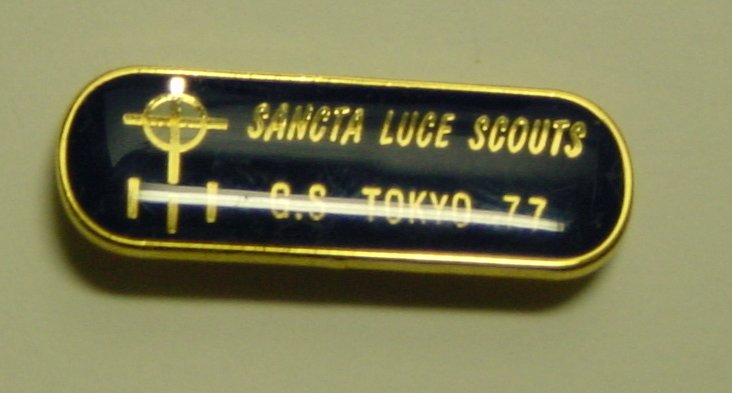 SANCTA LUCE SCOUTS
G.S TOKYO 77